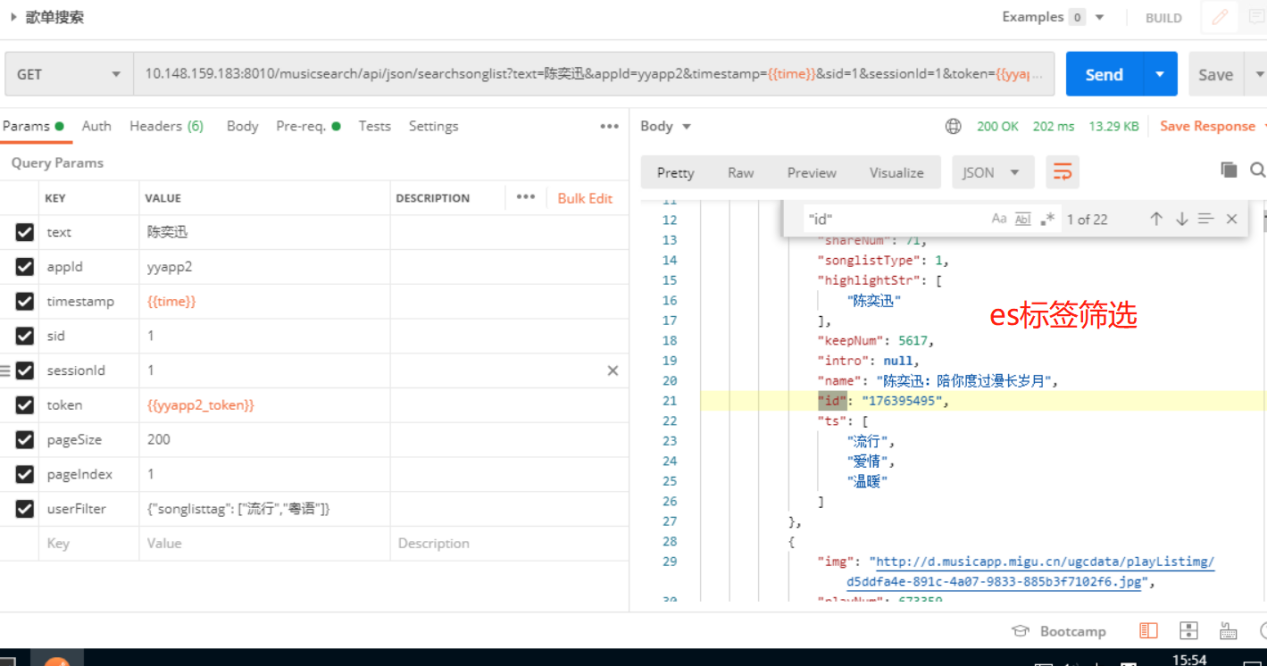 歌单搜索
Examples 0
BUILD
GET
10.148.159.183:8010/musicsearch/api/json/searchsonglist?text=陈奕迅&appId=yyapp2&timestamp={{time}}&sid=1&sessionId=1&token={{yyap...
Send
Save
Params
Auth
Headers (6)
Body
Pre-req.
Tests
Settings
Body
200 OK
202 ms
13.29 KB
Save Response
Query Params
Pretty
Raw
Preview
Visualize
JSON
KEY
VALUE
DESCRIPTION
Bulk Edit
text
陈奕迅
appId
yyapp2
timestamp
{{time}}
sid
1
sessionId
1
token
{{yyapp2_token}}
pageSize
200
pageIndex
1
userFilter
{"songlisttag": ["流行","粤语"]}
Key
Value
Description
"id"
Aa
Abl
.*
1 of 22
11
12
13 "shareNum": 71,
14 "songlistType": 1,
15 "highlightStr": [
16 "陈奕迅"
17 ],
18 "keepNum": 5617,
19 "intro": null,
20 "name": "陈奕迅：陪你度过漫长岁月",
21 "id": "176395495",
22 "ts": [
23 "流行",
24 "爱情",
25 "温暖"
26 ]
27 },
28 {
29 "img": "http://d.musicapp.migu.cn/ugcdata/playListimg/
d5ddfa4e-891c-4a07-9833-885b3f7102f6.jpg",
30 "playNum": 673359
es标签筛选
Bootcamp
15:54